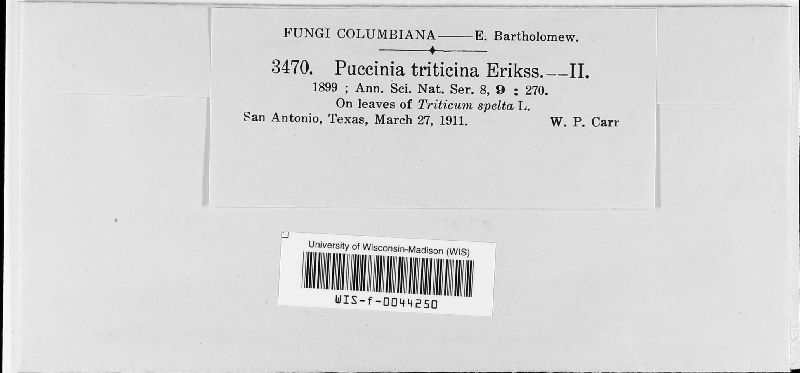 FUNGI COLUMBIANA——E. Bartholomew.
3470. Puccinia triticina Erikss.—II.
1899 ; Ann. Sci. Nat. Ser. 8, 9 : 270.
On leaves of Triticum spelta L.
San Antonio, Texas, March 27, 1911. W. P. Carr
University of Wisconsin-Madison (WIS)
WIS-f-0044250